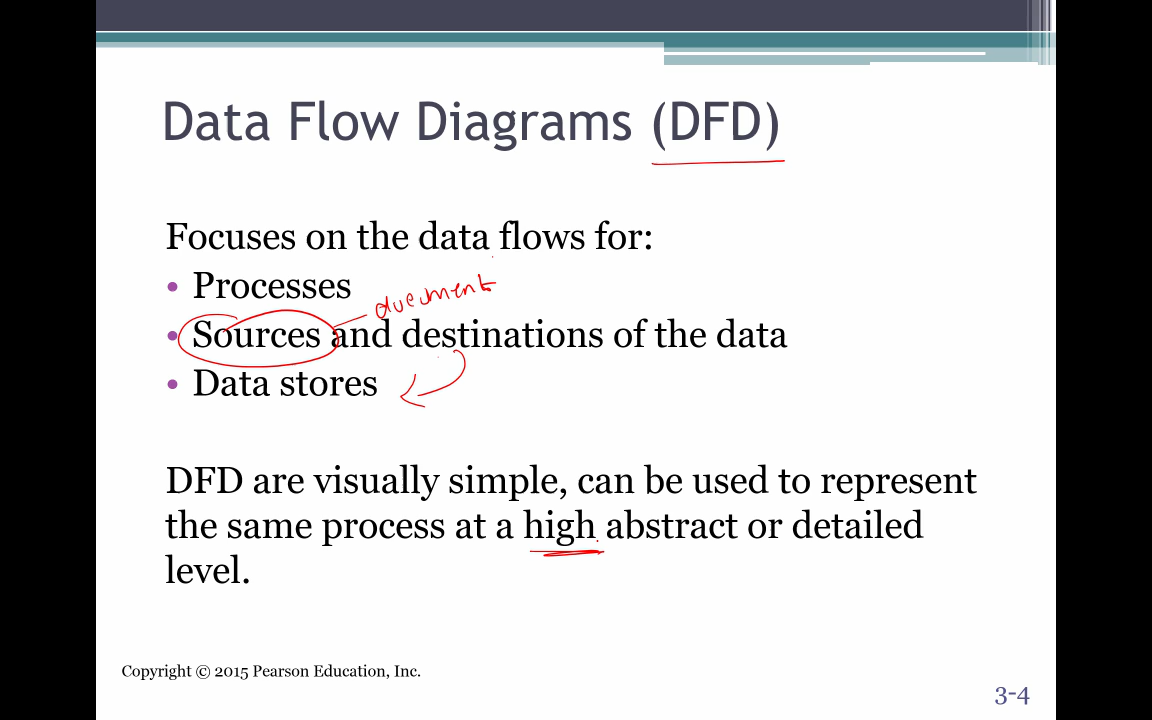 Data Flow Diagrams (DFD)
Focuses on the data flows for:
• Processes
document
• Sources and destinations of the data
• Data stores
DFD are visually simple, can be used to represent
the same process at a high abstract or detailed
level.
Copyright © 2015 Pearson Education, Inc.
3-4